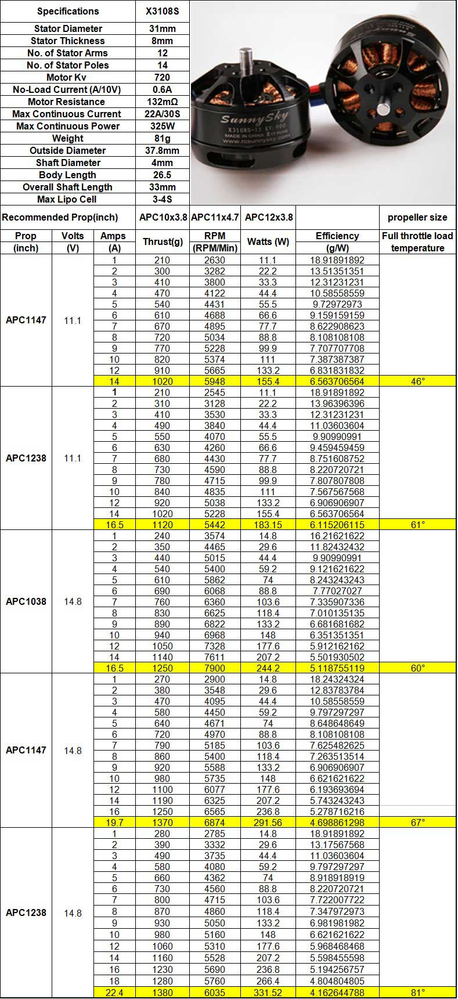 Specifications X3108S
Stator Diameter 31mm
Stator Thickness 8mm
No. of Stator Arms 12
No. of Stator Poles 14
Motor Kv 720
No-Load Current (A/10V) 0.6A
Motor Resistance 132mΩ
Max Continuous Current 22A/30S
Max Continuous Power 325W
Weight 81g
Outside Diameter 37.8mm
Shaft Diameter 4mm
Body Length 26.5
Overall Shaft Length 33mm
Max Lipo Cell 3-4S
SunnySky
SunnySky
X3108S-15 KV: 900
MADE IN CHINA
www.rcsunnysky.com
Recommended Prop(inch) APC10x3.8 APC11x4.7 APC12x3.8 propeller size
Prop Volts Amps Thrust(g) RPM Watts (W) Efficiency Full throttle load
(inch) (V) (A) (RPM/Min) (g/W) temperature
APC1147 11.1
1 210 2630 11.1 18.91891892
2 300 3282 22.2 13.51351351
3 410 3800 33.3 12.31231231
4 470 4122 44.4 10.58558559
5 540 4431 55.5 9.72972973
6 610 4688 66.6 9.159159159
7 670 4895 77.7 8.622908623
8 720 5034 88.8 8.108108108
9 770 5228 99.9 7.707707708
10 820 5374 111 7.387387387
12 910 5665 133.2 6.831831832
14 1020 5948 155.4 6.563706564 46°
APC1238 11.1
1 210 2545 11.1 18.91891892
2 310 3128 22.2 13.96396396
3 410 3530 33.3 12.31231231
4 490 3840 44.4 11.03603604
5 550 4070 55.5 9.90990991
6 630 4260 66.6 9.459459459
7 680 4430 77.7 8.751608752
8 730 4590 88.8 8.220720721
9 780 4715 99.9 7.807807808
10 840 4835 111 7.567567568
12 920 5038 133.2 6.906906907
14 1020 5228 155.4 6.563706564
16.5 1120 5442 183.15 6.115206115 61°
APC1038 14.8
1 240 3574 14.8 16.21621622
2 350 4465 29.6 11.82432432
3 440 5015 44.4 9.90990991
4 540 5400 59.2 9.121621622
5 610 5862 74 8.243243243
6 690 6068 88.8 7.77027027
7 760 6360 103.6 7.335907336
8 830 6625 118.4 7.010135135
9 890 6822 133.2 6.681681682
10 940 6968 148 6.351351351
12 1050 7328 177.6 5.912162162
14 1140 7611 207.2 5.501930502
16.5 1250 7900 244.2 5.118755119 60°
APC1147 14.8
1 270 2900 14.8 18.24324324
2 380 3548 29.6 12.83783784
3 470 4095 44.4 10.58558559
4 580 4450 59.2 9.797297297
5 640 4671 74 8.648648649
6 720 4970 88.8 8.108108108
7 790 5185 103.6 7.625482625
8 860 5400 118.4 7.263513514
9 920 5588 133.2 6.906906907
10 980 5735 148 6.621621622
12 1100 6077 177.6 6.193693694
14 1190 6325 207.2 5.743243243
16 1250 6565 236.8 5.278716216
19.7 1370 6874 291.56 4.698861298 67°
APC1238 14.8
1 280 2785 14.8 18.91891892
2 390 3332 29.6 13.17567568
3 490 3735 44.4 11.03603604
4 580 4080 59.2 9.797297297
5 660 4362 74 8.918918919
6 730 4560 88.8 8.220720721
7 800 4715 103.6 7.722007722
8 870 4860 118.4 7.347972973
9 930 5050 133.2 6.981981982
10 980 5160 148 6.621621622
12 1060 5310 177.6 5.968468468
14 1160 5528 207.2 5.598455598
16 1230 5690 236.8 5.194256757
18 1280 5760 266.4 4.804804805
22.4 1380 6035 331.52 4.162644788 81°